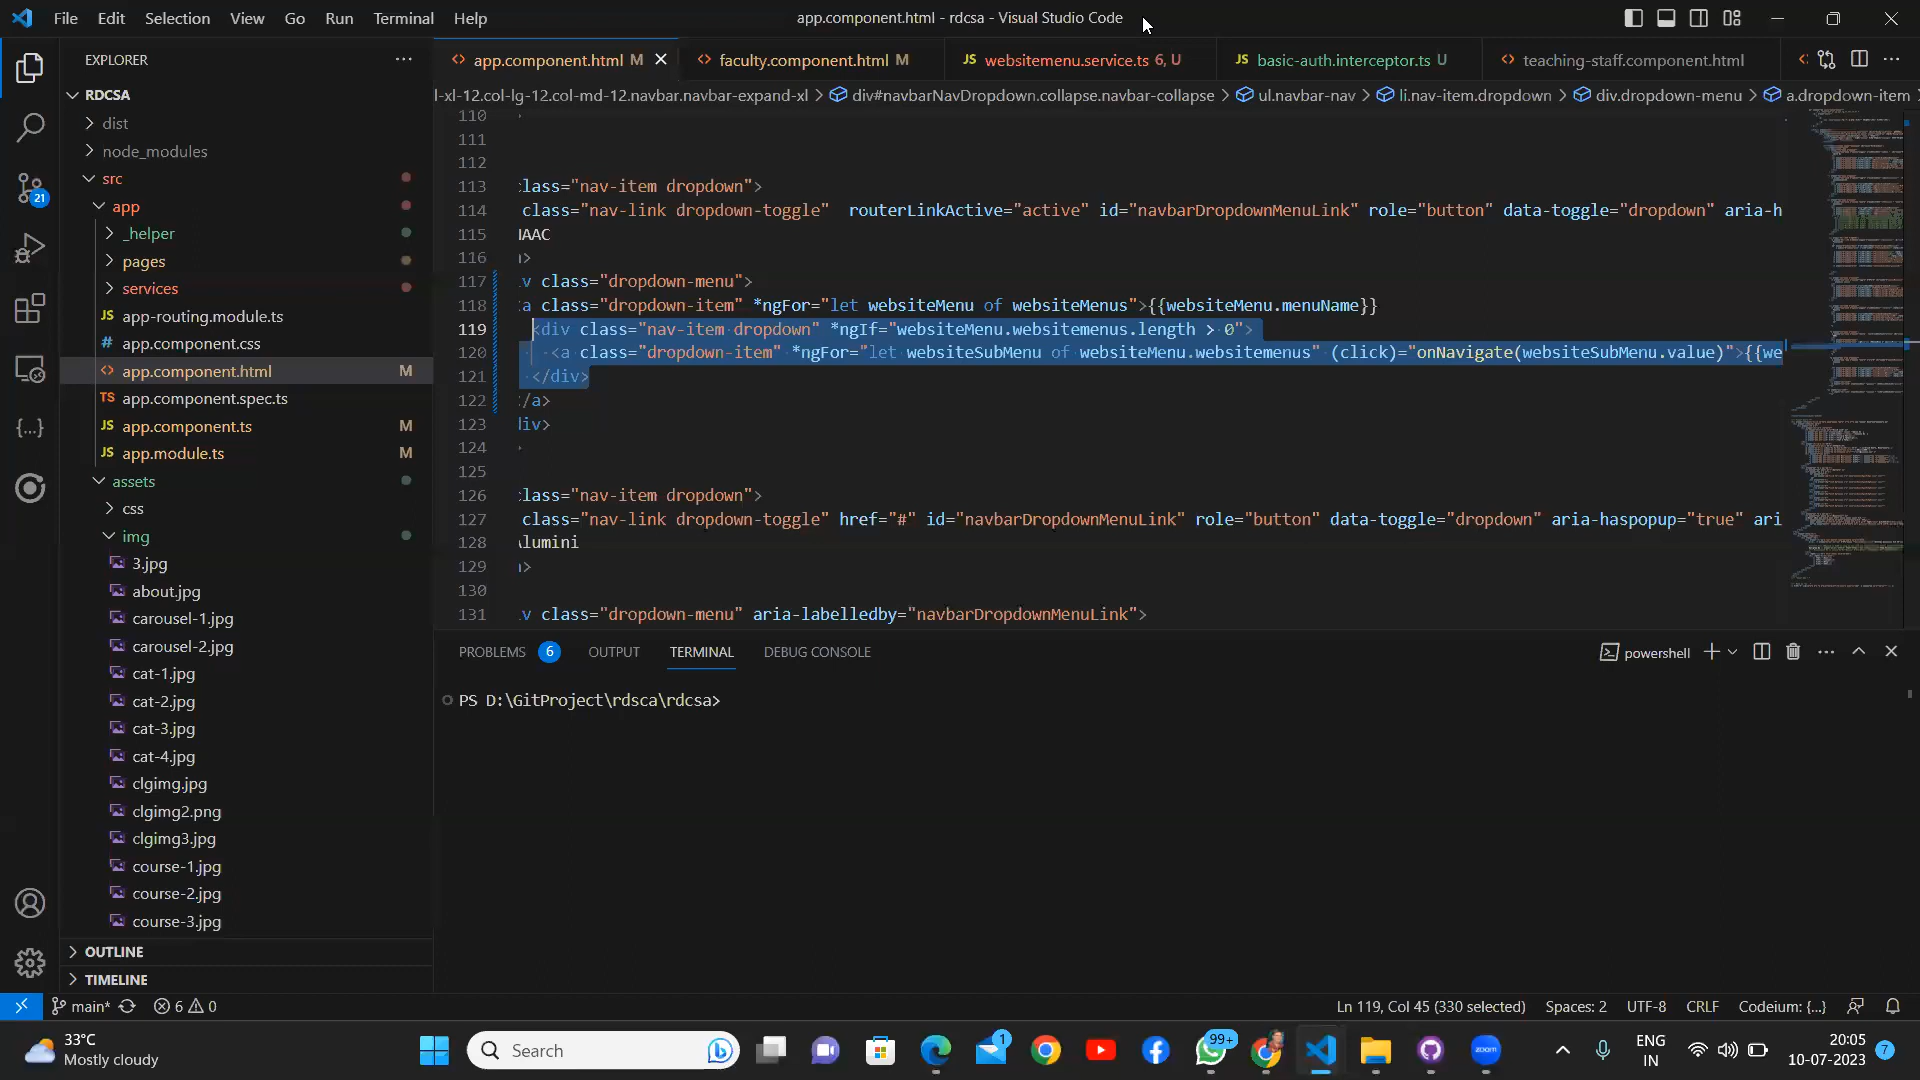 File Edit Selection View Go Run Terminal Help
app.component.html - rdcsa - Visual Studio Code
EXPLORER
RDCSA
dist
node_modules
src
app
_helper
pages
services
app-routing.module.ts
app.component.css
app.component.html M
app.component.spec.ts
app.component.ts M
app.module.ts M
assets
css
img
3.jpg
about.jpg
carousel-1.jpg
carousel-2.jpg
cat-1.jpg
cat-2.jpg
cat-3.jpg
cat-4.jpg
clgimg.jpg
clgimg2.png
clgimg3.jpg
course-1.jpg
course-2.jpg
course-3.jpg
OUTLINE
TIMELINE
21
app.component.html M faculty.component.html M websitemenu.service.ts 6, U basic-auth.interceptor.ts U teaching-staff.component.html
l-xl-12.col-lg-12.col-md-12.navbar.navbar-expand-xl > div#navbarNavDropdown.collapse.navbar-collapse > ul.navbar-nav > li.nav-item.dropdown > div.dropdown-menu > a.dropdown-item
110
111
112
113 class="nav-item dropdown">
114 class="nav-link dropdown-toggle" routerLinkActive="active" id="navbarDropdownMenuLink" role="button" data-toggle="dropdown" aria-h
115 NAAC
116 >
117 v class="dropdown-menu">
118 a class="dropdown-item" *ngFor="let websiteMenu of websiteMenus">{{websiteMenu.menuName}}
119 <div class="nav-item dropdown" *ngIf="websiteMenu.websitemenus.length > 0">
120 <a class="dropdown-item" *ngFor="let websiteSubMenu of websiteMenu.websitemenus" (click)="onNavigate(websiteSubMenu.value)">{{we
121 </div>
122 /a>
123 div>
124
125
126 class="nav-item dropdown">
127 class="nav-link dropdown-toggle" href="#" id="navbarDropdownMenuLink" role="button" data-toggle="dropdown" aria-haspopup="true" ari
128 Alumini
129 >
130
131 v class="dropdown-menu" aria-labelledby="navbarDropdownMenuLink">
PROBLEMS 6 OUTPUT TERMINAL DEBUG CONSOLE powershell
PS D:\GitProject\rdsca\rdcsa>
main* 6 0 Ln 119, Col 45 (330 selected) Spaces: 2 UTF-8 CRLF Codeium: {...}
33°C
Mostly cloudy
Search
1
99+
zoom
ENG
IN
20:05
10-07-2023
7